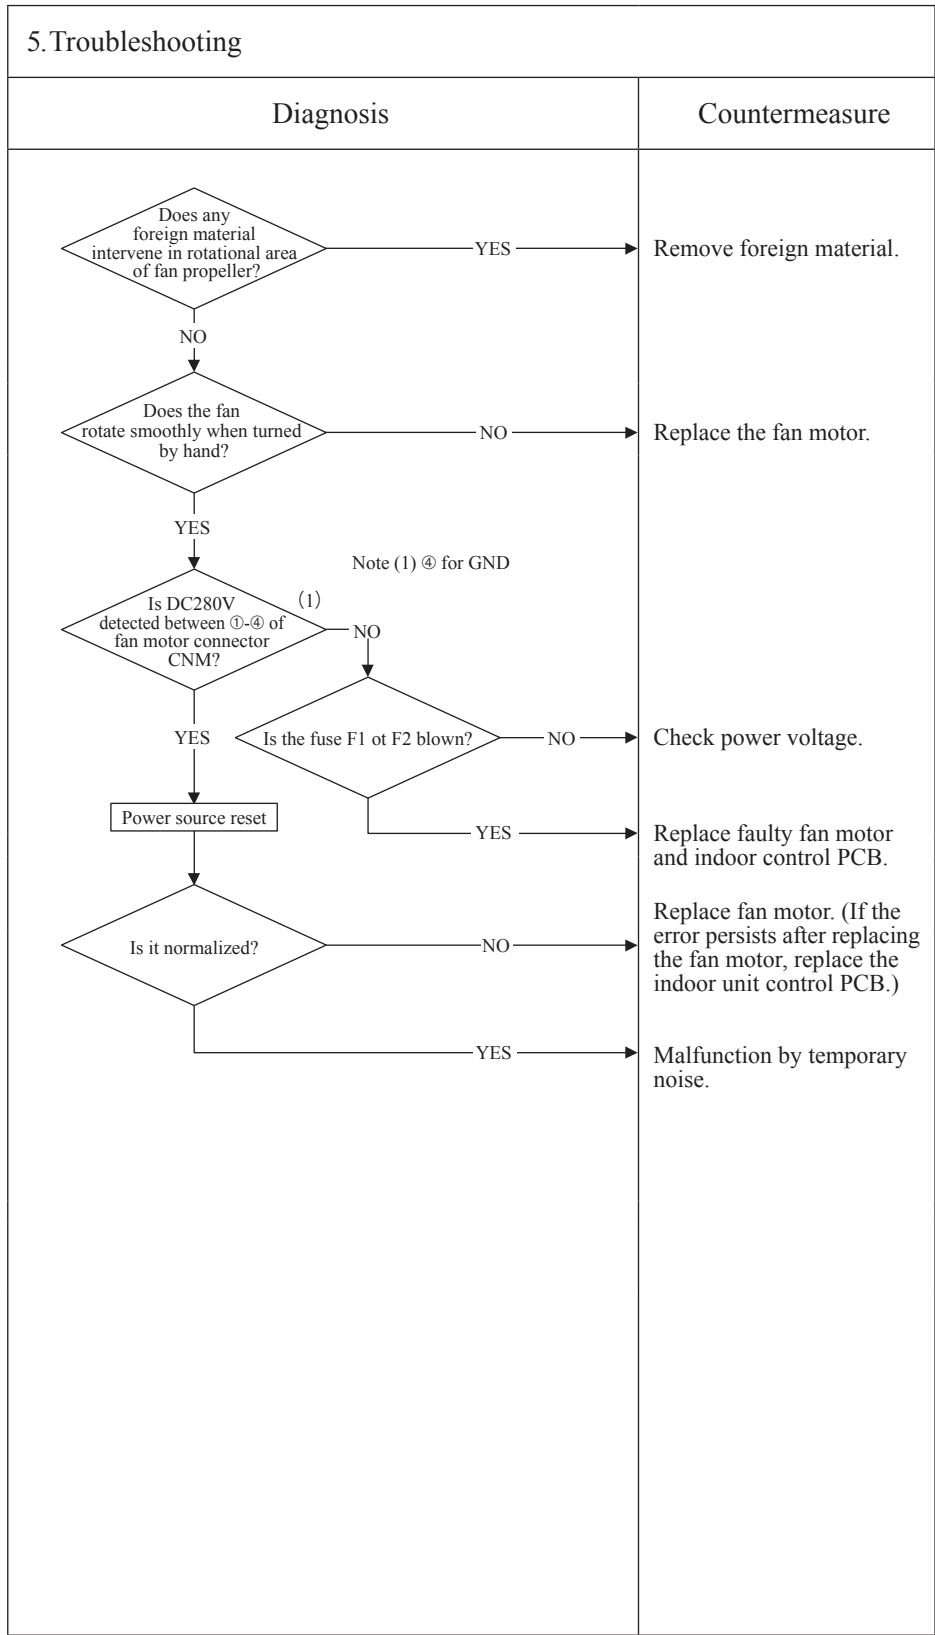 5. Troubleshooting
Diagnosis
Countermeasure
Does any
foreign material
intervene in rotational area
of fan propeller?
YES
Remove foreign material.
NO
Does the fan
rotate smoothly when turned
by hand?
NO
Replace the fan motor.
YES
Note (1) ④ for GND
Is DC280V
detected between ①-④ of
fan motor connector
CNM?
(1)
NO
YES
Is the fuse F1 ot F2 blown?
NO
Check power voltage.
Power source reset
YES
Replace faulty fan motor
and indoor control PCB.
Is it normalized?
NO
Replace fan motor. (If the
error persists after replacing
the fan motor, replace the
indoor unit control PCB.)
YES
Malfunction by temporary
noise.